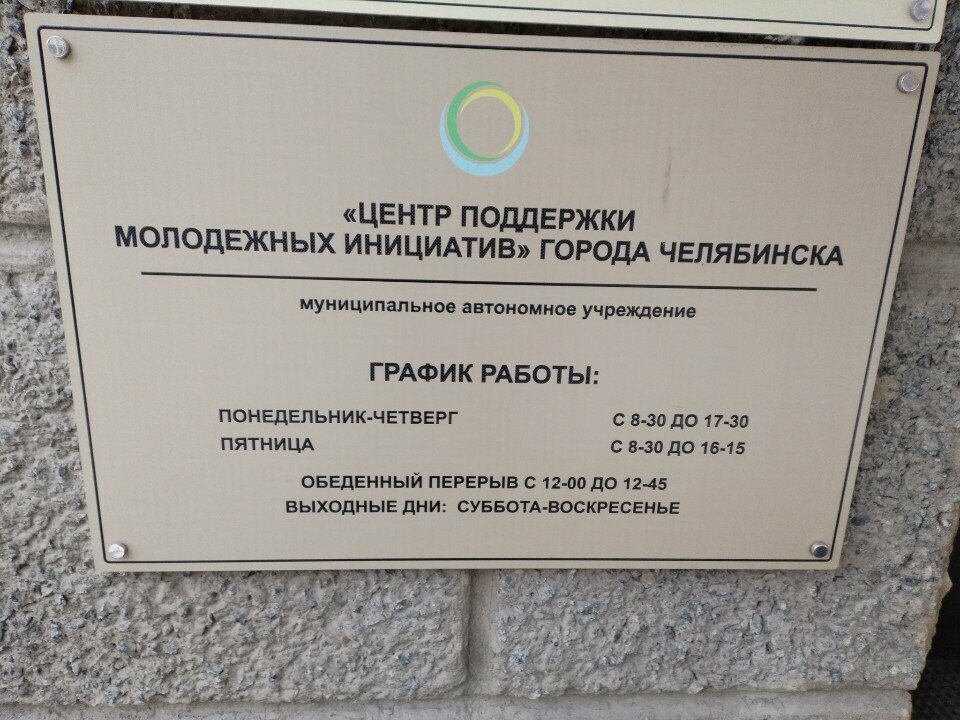 «ЦЕНТР ПОДДЕРЖКИ
МОЛОДЕЖНЫХ ИНИЦИАТИВ» ГОРОДА ЧЕЛЯБИНСКА
муниципальное автономное учреждение
ГРАФИК РАБОТЫ:
ПОНЕДЕЛЬНИК-ЧЕТВЕРГ С 8-30 ДО 17-30
ПЯТНИЦА С 8-30 ДО 16-15
ОБЕДЕННЫЙ ПЕРЕРЫВ С 12-00 ДО 12-45
ВЫХОДНЫЕ ДНИ: СУББОТА-ВОСКРЕСЕНЬЕ